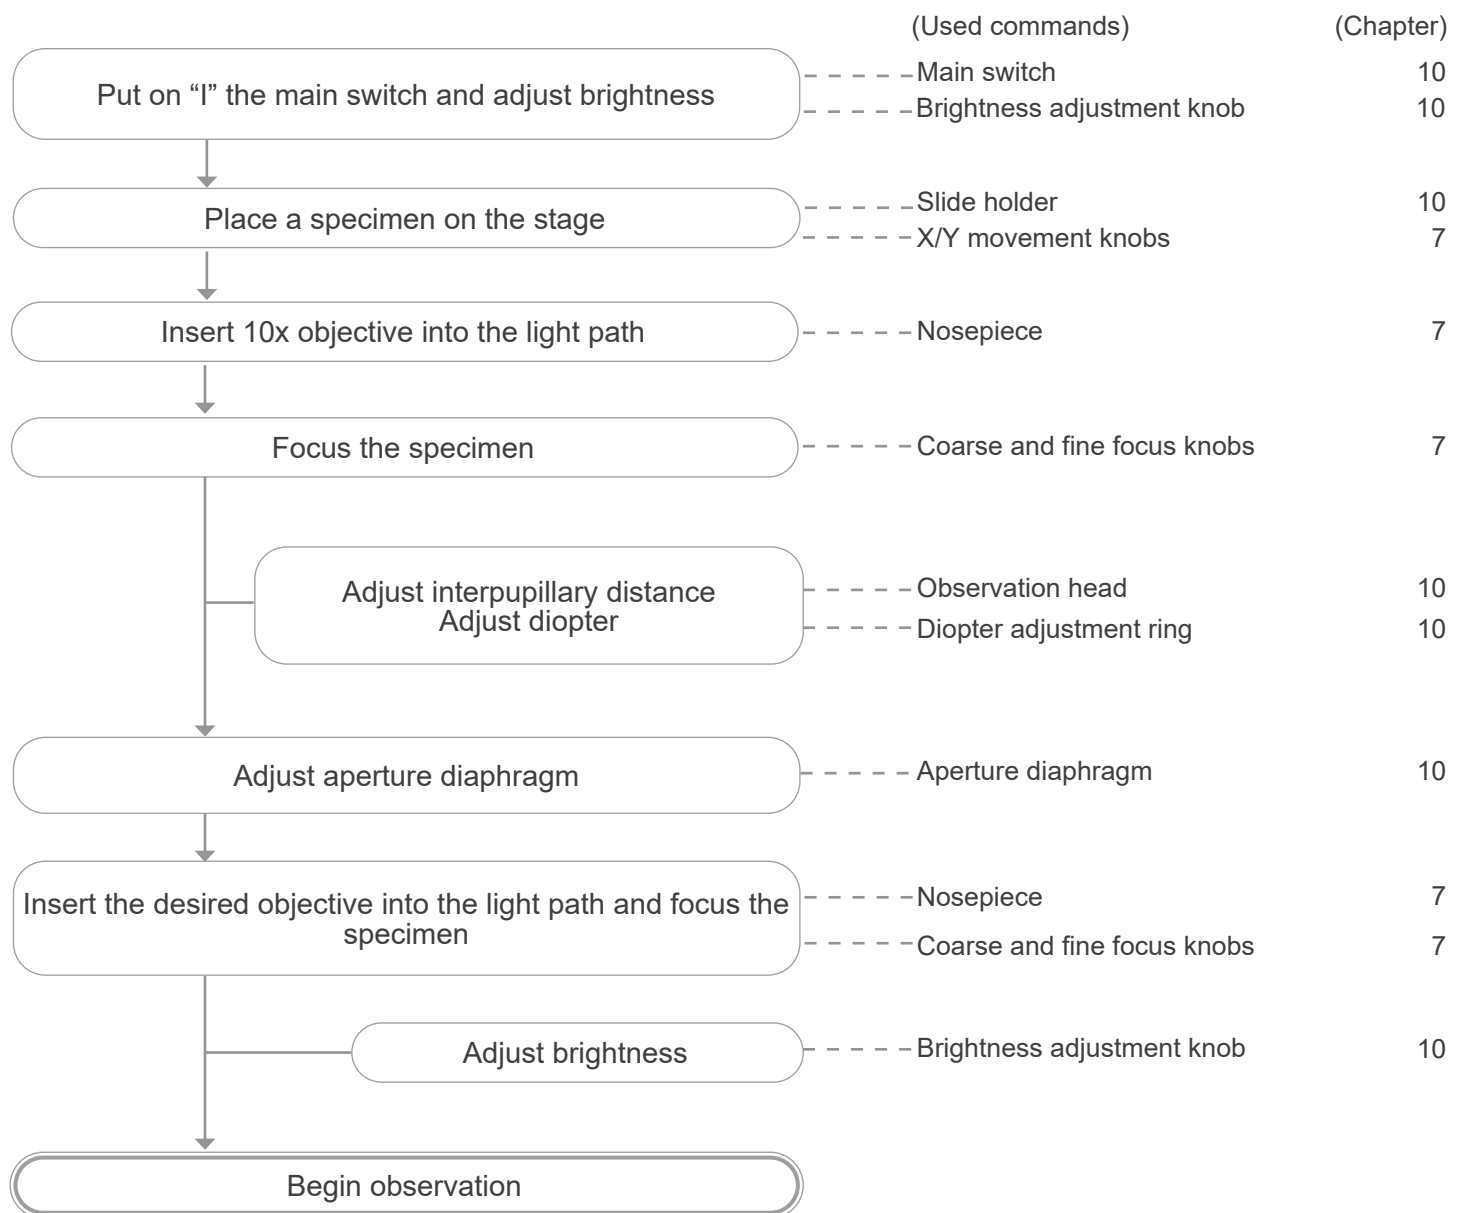 (Used commands) (Chapter)
Put on “I” the main switch and adjust brightness
Main switch 10
Brightness adjustment knob 10
Place a specimen on the stage
Slide holder 10
X/Y movement knobs 7
Insert 10x objective into the light path
Nosepiece 7
Focus the specimen
Coarse and fine focus knobs 7
Adjust interpupillary distance
Adjust diopter
Observation head 10
Diopter adjustment ring 10
Adjust aperture diaphragm
Aperture diaphragm 10
Insert the desired objective into the light path and focus the
specimen
Nosepiece 7
Coarse and fine focus knobs 7
Adjust brightness
Brightness adjustment knob 10
Begin observation